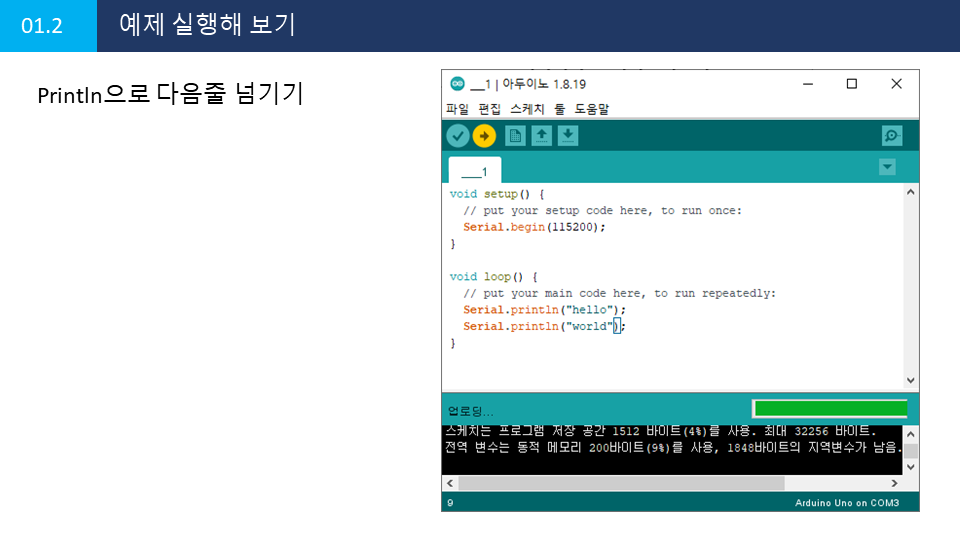 01.2
예제 실행해 보기
Println으로 다음줄 넘기기
__1 | 아두이노 1.8.19
파일 편집 스케치 툴 도움말
___1
void setup() {
// put your setup code here, to run once:
Serial.begin(115200);
}
void loop() {
// put your main code here, to run repeatedly:
Serial.println("hello");
Serial.println("world");
}
업로딩...
스케치는 프로그램 저장 공간 1512 바이트(4%)를 사용. 최대 32256 바이트.
전역 변수는 동적 메모리 200바이트(9%)를 사용, 1848바이트의 지역변수가 남음.
9
Arduino Uno on COM3